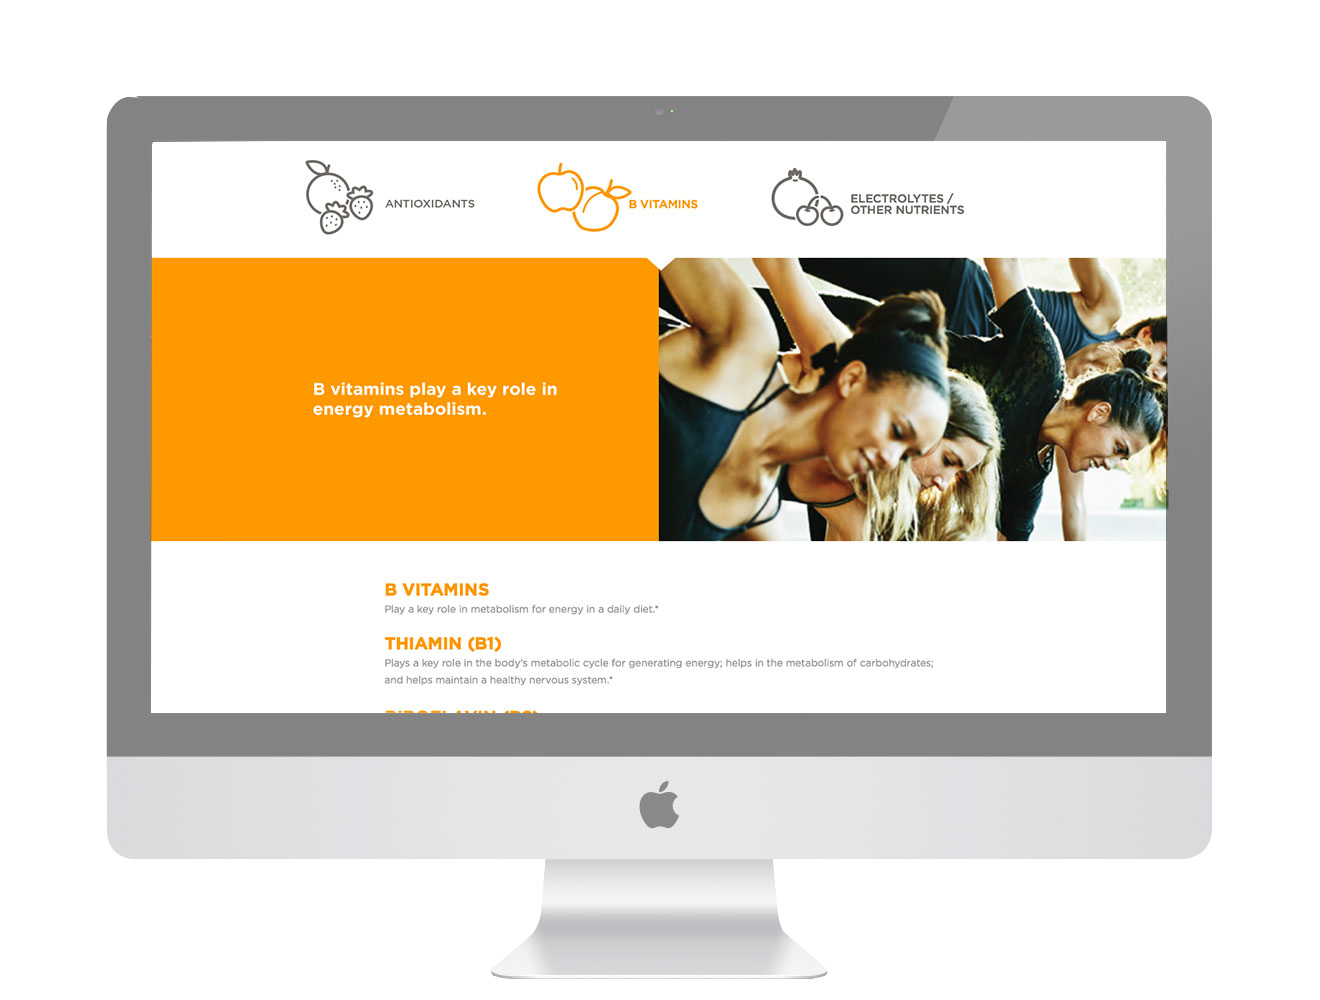 ANTIOXIDANTS
B VITAMINS
ELECTROLYTES /
OTHER NUTRIENTS
B vitamins play a key role in
energy metabolism.
B VITAMINS
Play a key role in metabolism for energy in a daily diet.*
THIAMIN (B1)
Plays a key role in the body's metabolic cycle for generating energy; helps in the metabolism of carbohydrates;
and helps maintain a healthy nervous system.*